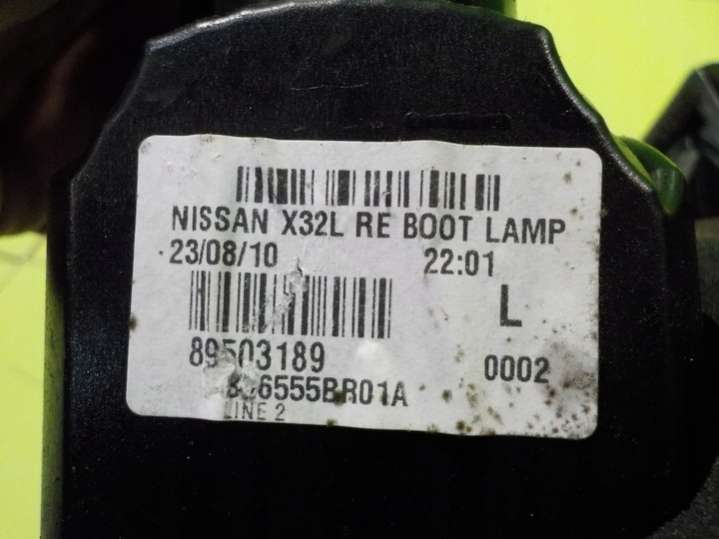 NISSAN X32L RE BOOT LAMP
23/08/10 22:01
L
89503189
0002
LINE 2